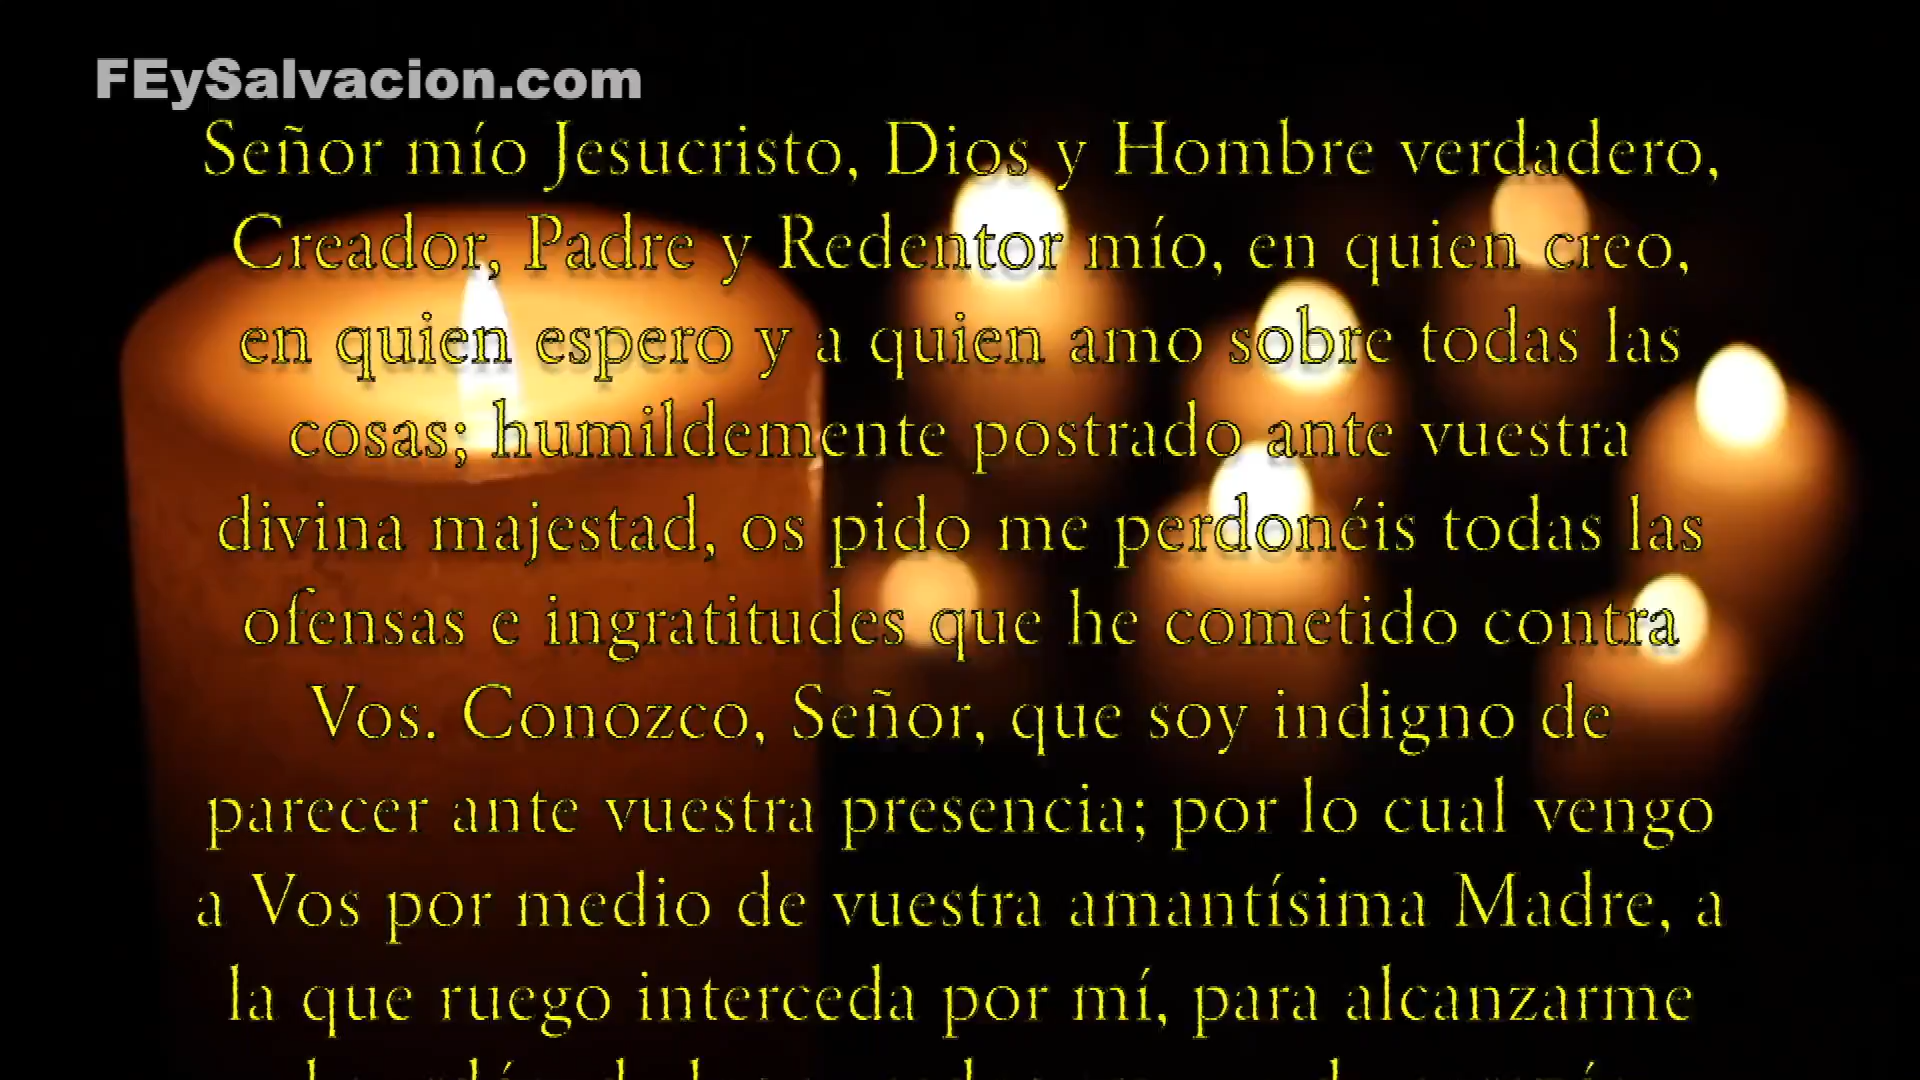 FEySalvacion.com
Señor mío Jesucristo, Dios y Hombre verdadero,
Creador, Padre y Redentor mío, en quien creo,
en quien espero y a quien amo sobre todas las
cosas; humildemente postrado ante vuestra
divina majestad, os pido me perdonéis todas las
ofensas e ingratitudes que he cometido contra
Vos. Conozco, Señor, que soy indigno de
parecer ante vuestra presencia; por lo cual vengo
a Vos por medio de vuestra amantísima Madre, a
la que ruego interceda por mí, para alcanzarme